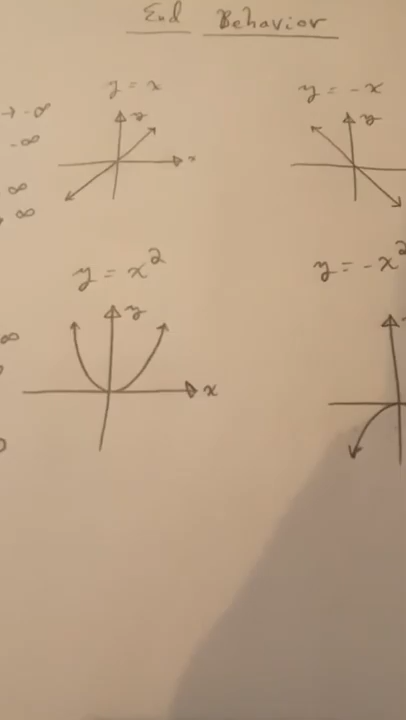 End Behavior
y = x
y = -x
→ -∞
y
y
-∞
x
∞
∞
y = x²
y = -x²
y
∞
x